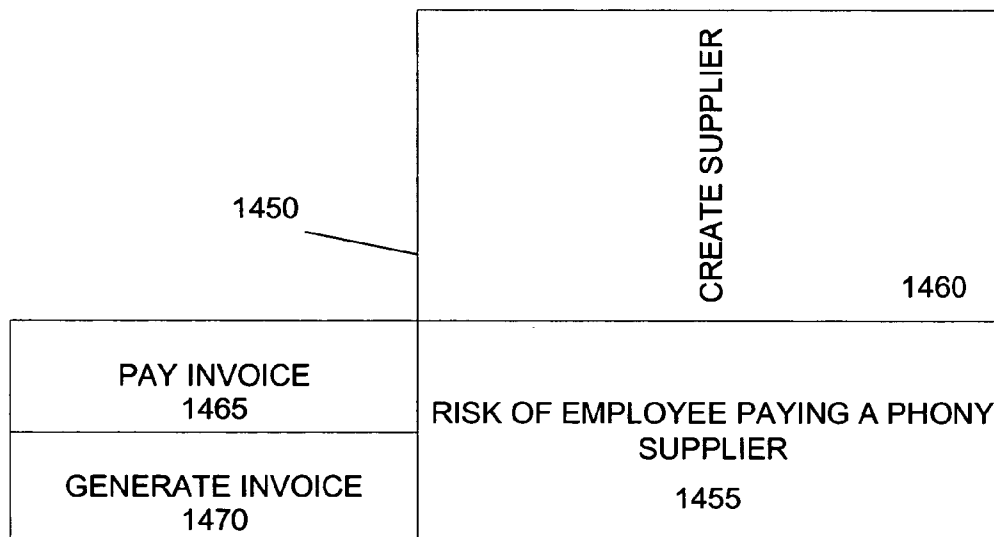 CREATE SUPPLIER
1450
1460
PAY INVOICE
1465
RISK OF EMPLOYEE PAYING A PHONY
SUPPLIER
1455
GENERATE INVOICE
1470